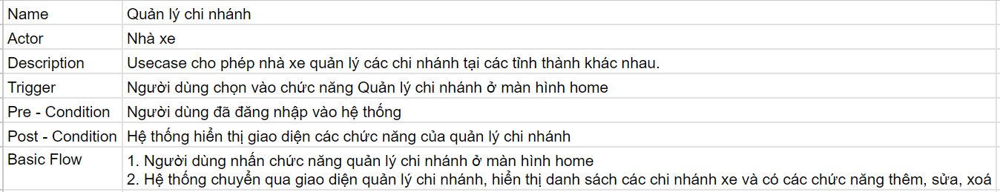 Name Quản lý chi nhánh
Actor Nhà xe
Description Usecase cho phép nhà xe quản lý các chi nhánh tại các tỉnh thành khác nhau.
Trigger Người dùng chọn vào chức năng Quản lý chi nhánh ở màn hình home
Pre - Condition Người dùng đã đăng nhập vào hệ thống
Post - Condition Hệ thống hiển thị giao diện các chức năng của quản lý chi nhánh
Basic Flow 1. Người dùng nhấn chức năng quản lý chi nhánh ở màn hình home
2. Hệ thống chuyển qua giao diện quản lý chi nhánh, hiển thị danh sách các chi nhánh xe và có các chức năng thêm, sửa, xoá